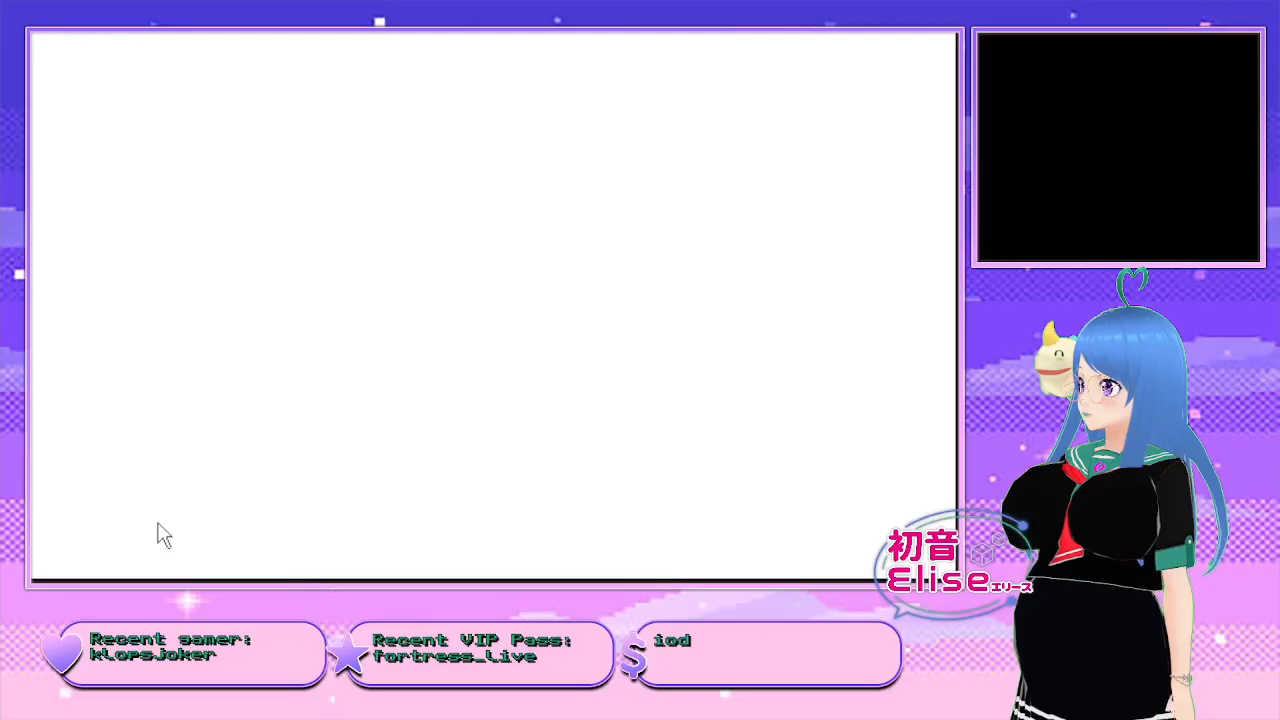 初音
Elise エリース
Recent gamer:
klopsjoker
Recent VIP Pass:
fortress_live
iod